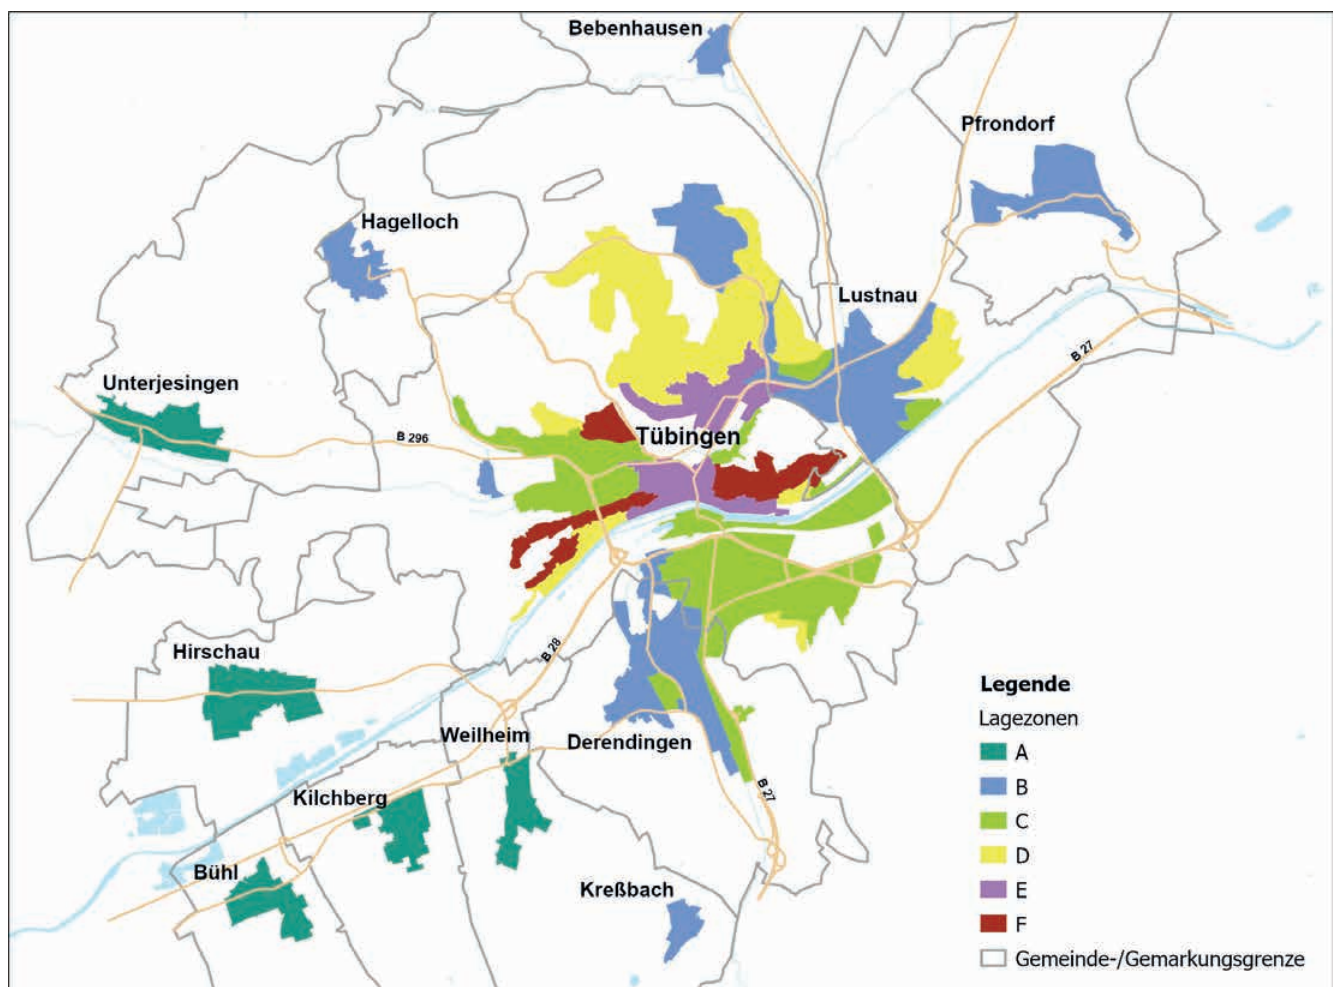 Bebenhausen
Pfrondorf
Hagelloch
Lustnau
B 27
Unterjesingen
B 296
Tübingen
Hirschau
B 28
Weilheim
Derendingen
Kilchberg
B 27
Bühl
Kreßbach
Legende
Lagezonen
A
B
C
D
E
F
Gemeinde-/Gemarkungsgrenze